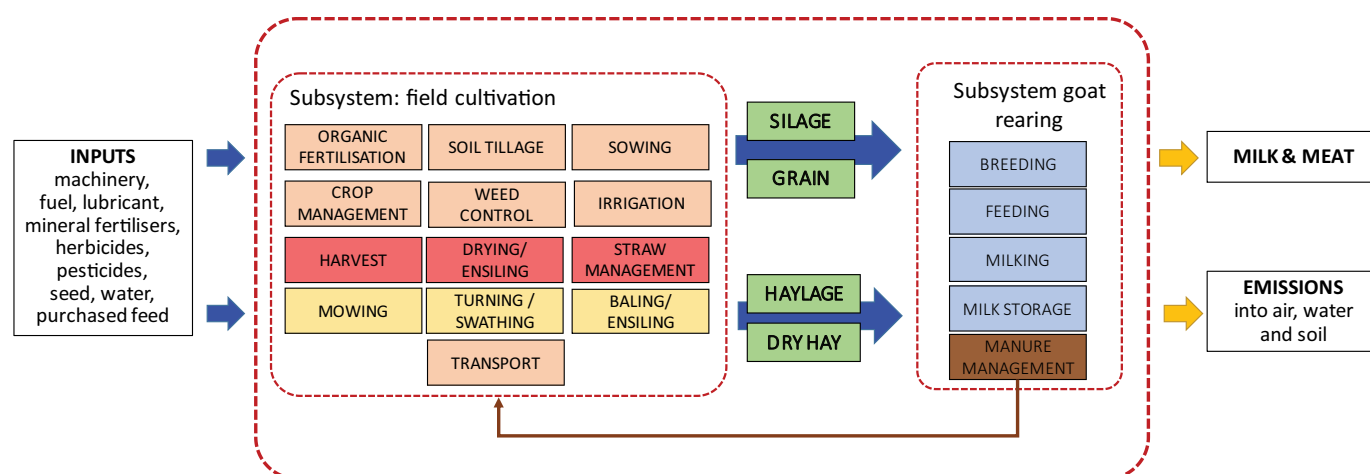 INPUTS
machinery,
fuel, lubricant,
mineral fertilisers,
herbicides,
pesticides,
seed, water,
purchased feed
Subsystem: field cultivation
ORGANIC
FERTILISATION
SOIL TILLAGE
SOWING
CROP
MANAGEMENT
WEED
CONTROL
IRRIGATION
HARVEST
DRYING/
ENSILING
STRAW
MANAGEMENT
MOWING
TURNING /
SWATHING
BALING/
ENSILING
TRANSPORT
SILAGE
GRAIN
HAYLAGE
DRY HAY
Subsystem goat
rearing
BREEDING
FEEDING
MILKING
MILK STORAGE
MANURE
MANAGEMENT
MILK & MEAT
EMISSIONS
into air, water
and soil